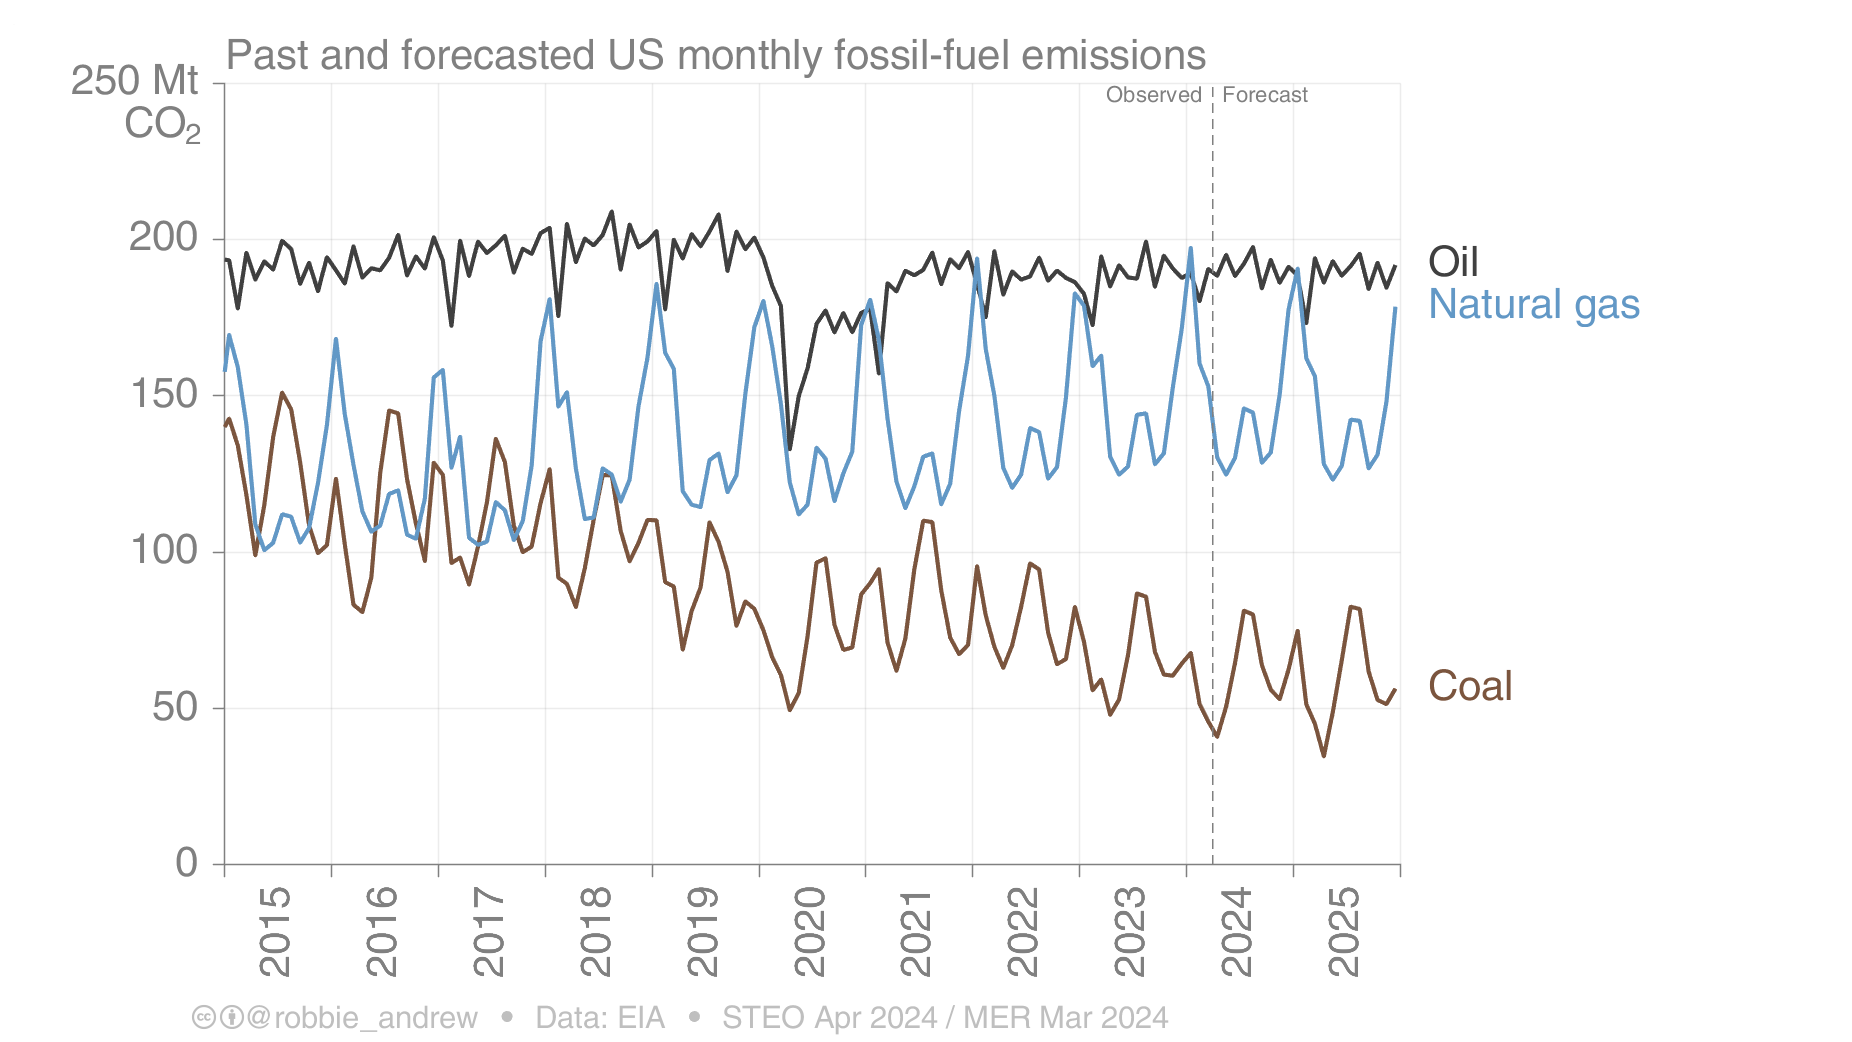 Past and forecasted US monthly fossil-fuel emissions
250 Mt
CO₂
Observed
Forecast
200
Oil
Natural gas
150
100
Coal
50
0
2015
2016
2017
2018
2019
2020
2021
2022
2023
2024
2025
@robbie_andrew • Data: EIA • STEO Apr 2024 / MER Mar 2024